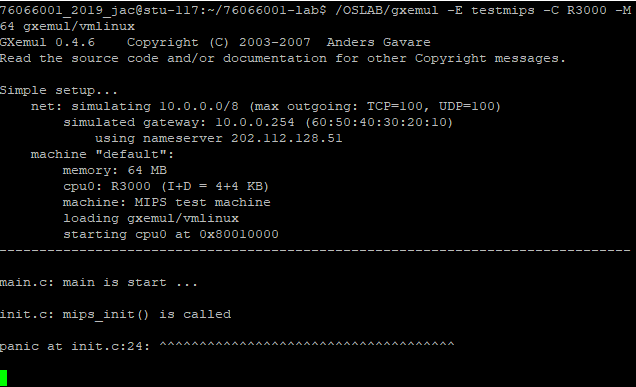 76066001_2019_jac@stu-117:~/76066001-lab$ /OSLAB/gxemul -E testmips -C R3000 -M
64 gxemul/vmlinux
GXemul 0.4.6    Copyright (C) 2003-2007  Anders Gavare
Read the source code and/or documentation for other Copyright messages.
Simple setup...
    net: simulating 10.0.0.0/8 (max outgoing: TCP=100, UDP=100)
        simulated gateway: 10.0.0.254 (60:50:40:30:20:10)
            using nameserver 202.112.128.51
    machine "default":
        memory: 64 MB
        cpu0: R3000 (I+D = 4+4 KB)
        machine: MIPS test machine
        loading gxemul/vmlinux
        starting cpu0 at 0x80010000
-------------------------------------------------------------------------------
main.c: main is start ...
init.c: mips_init() is called
panic at init.c:24: ^^^^^^^^^^^^^^^^^^^^^^^^^^^^^^^^^^^^^